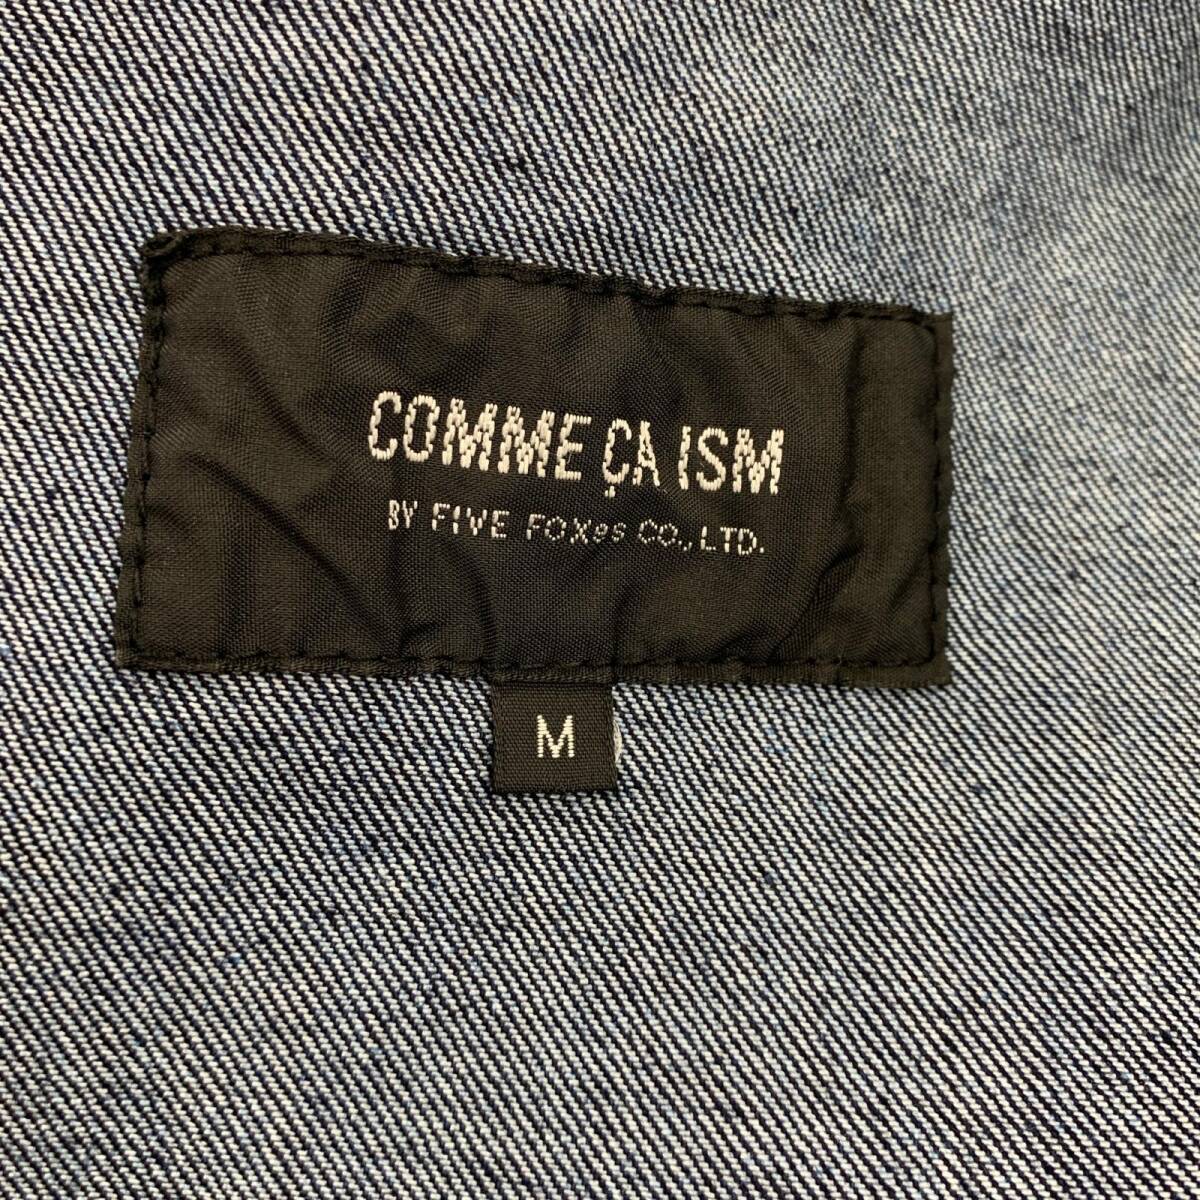 COMME ÇA ISM
BY FIVE FOXes CO., LTD.
M